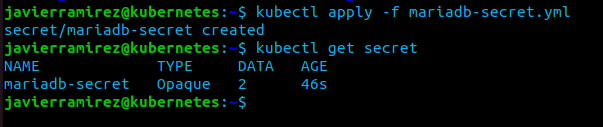 javierramirez@kubernetes:~$ kubectl apply -f mariadb-secret.yml
secret/mariadb-secret created
javierramirez@kubernetes:~$ kubectl get secret
NAME             TYPE     DATA   AGE
mariadb-secret   Opaque   2      46s
javierramirez@kubernetes:~$